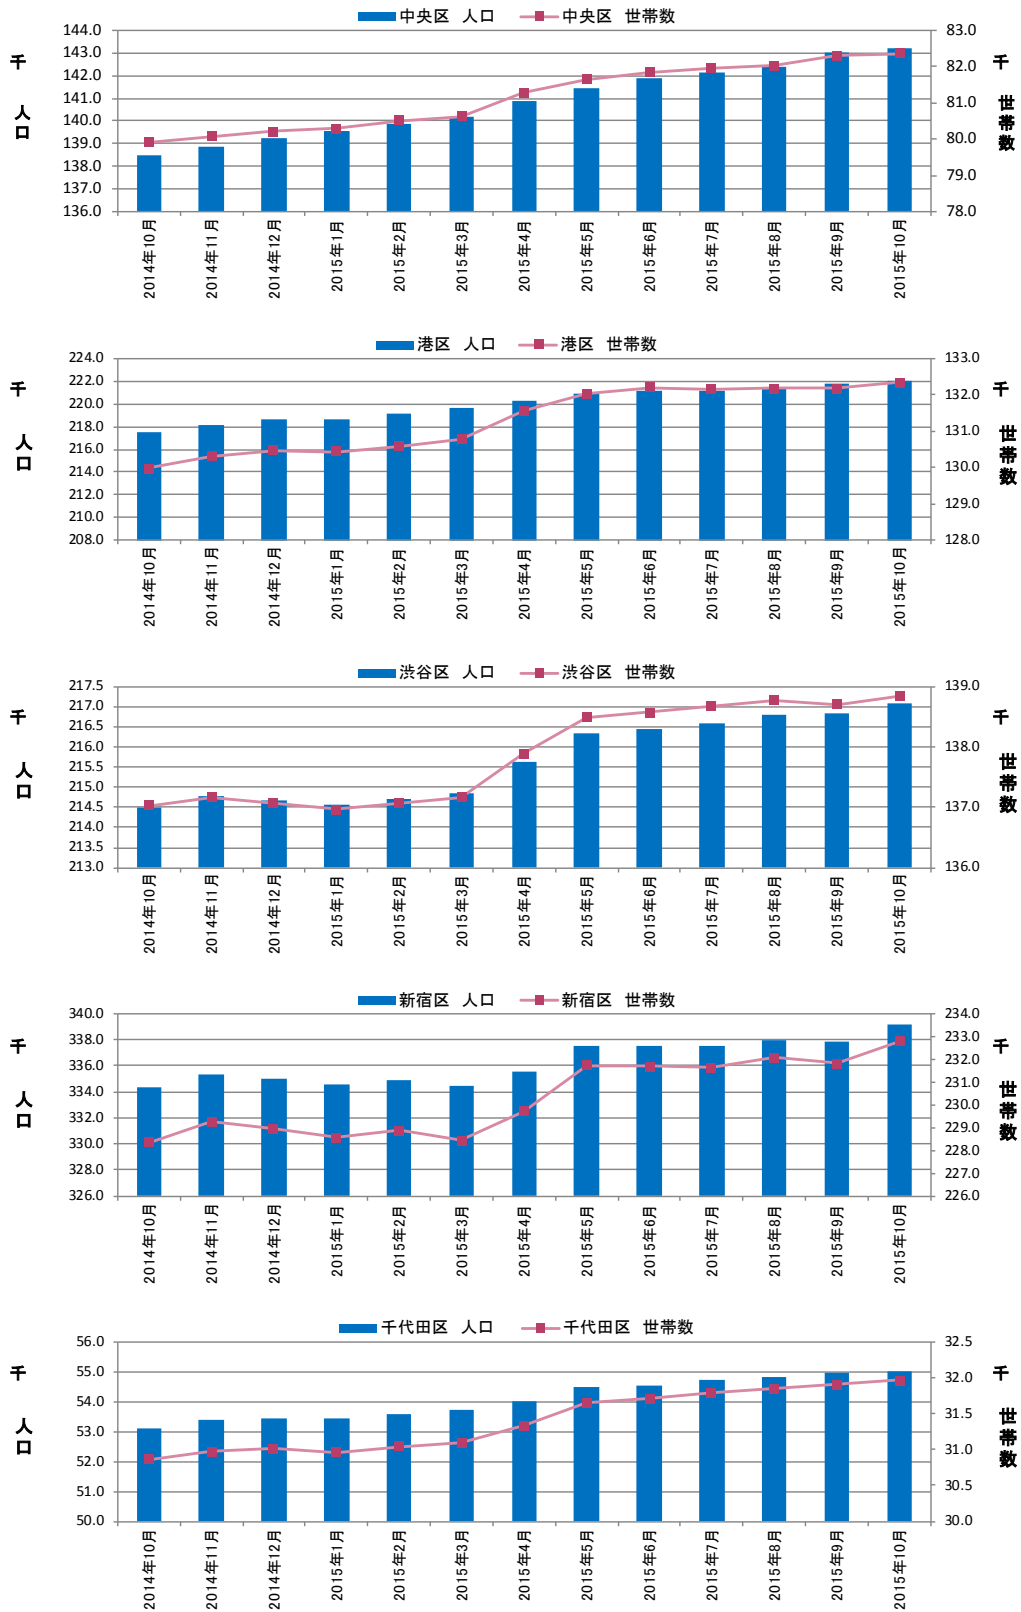 中央区　人口　中央区　世帯数
千
人口
144.0
143.0
142.0
141.0
140.0
139.0
138.0
137.0
136.0
83.0
82.0
81.0
80.0
79.0
78.0
千
世帯数
2014年10月
2014年11月
2014年12月
2015年1月
2015年2月
2015年3月
2015年4月
2015年5月
2015年6月
2015年7月
2015年8月
2015年9月
2015年10月
港区　人口　港区　世帯数
千
人口
224.0
222.0
220.0
218.0
216.0
214.0
212.0
210.0
208.0
133.0
132.0
131.0
130.0
129.0
128.0
千
世帯数
2014年10月
2014年11月
2014年12月
2015年1月
2015年2月
2015年3月
2015年4月
2015年5月
2015年6月
2015年7月
2015年8月
2015年9月
2015年10月
渋谷区　人口　渋谷区　世帯数
千
人口
217.5
217.0
216.5
216.0
215.5
215.0
214.5
214.0
213.5
213.0
139.0
138.0
137.0
136.0
千
世帯数
2014年10月
2014年11月
2014年12月
2015年1月
2015年2月
2015年3月
2015年4月
2015年5月
2015年6月
2015年7月
2015年8月
2015年9月
2015年10月
新宿区　人口　新宿区　世帯数
千
人口
340.0
338.0
336.0
334.0
332.0
330.0
328.0
326.0
234.0
233.0
232.0
231.0
230.0
229.0
228.0
227.0
226.0
千
世帯数
2014年10月
2014年11月
2014年12月
2015年1月
2015年2月
2015年3月
2015年4月
2015年5月
2015年6月
2015年7月
2015年8月
2015年9月
2015年10月
千代田区　人口　千代田区　世帯数
千
人口
56.0
55.0
54.0
53.0
52.0
51.0
50.0
32.5
32.0
31.5
31.0
30.5
30.0
千
世帯数
2014年10月
2014年11月
2014年12月
2015年1月
2015年2月
2015年3月
2015年4月
2015年5月
2015年6月
2015年7月
2015年8月
2015年9月
2015年10月